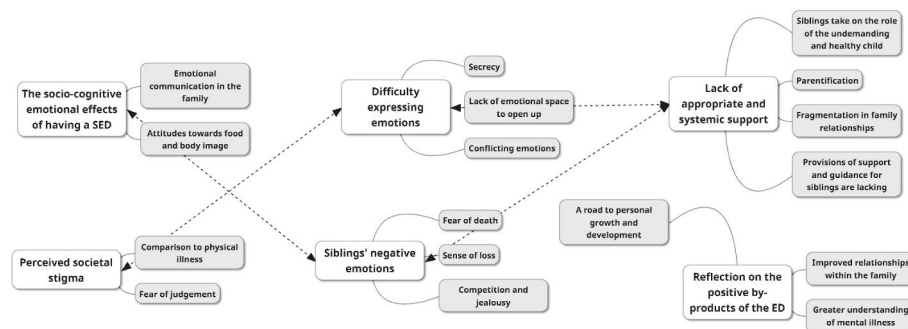 The socio-cognitive
emotional effects
of having a SED
Emotional
communication in the
family
Attitudes towards food
and body image
Perceived societal
stigma
Comparison to physical
illness
Fear of judgement
Difficulty
expressing
emotions
Secrecy
Lack of emotional space
to open up
Conflicting emotions
Siblings' negative
emotions
Fear of death
Sense of loss
Competition and
jealousy
Lack of
appropriate and
systemic support
Siblings take on the role
of the undemanding
and healthy child
Parentification
Fragmentation in family
relationships
Provisions of support
and guidance for
siblings are lacking
A road to personal
growth and
development
Reflection on the
positive by-
products of the ED
Improved relationships
within the family
Greater understanding
of mental illness